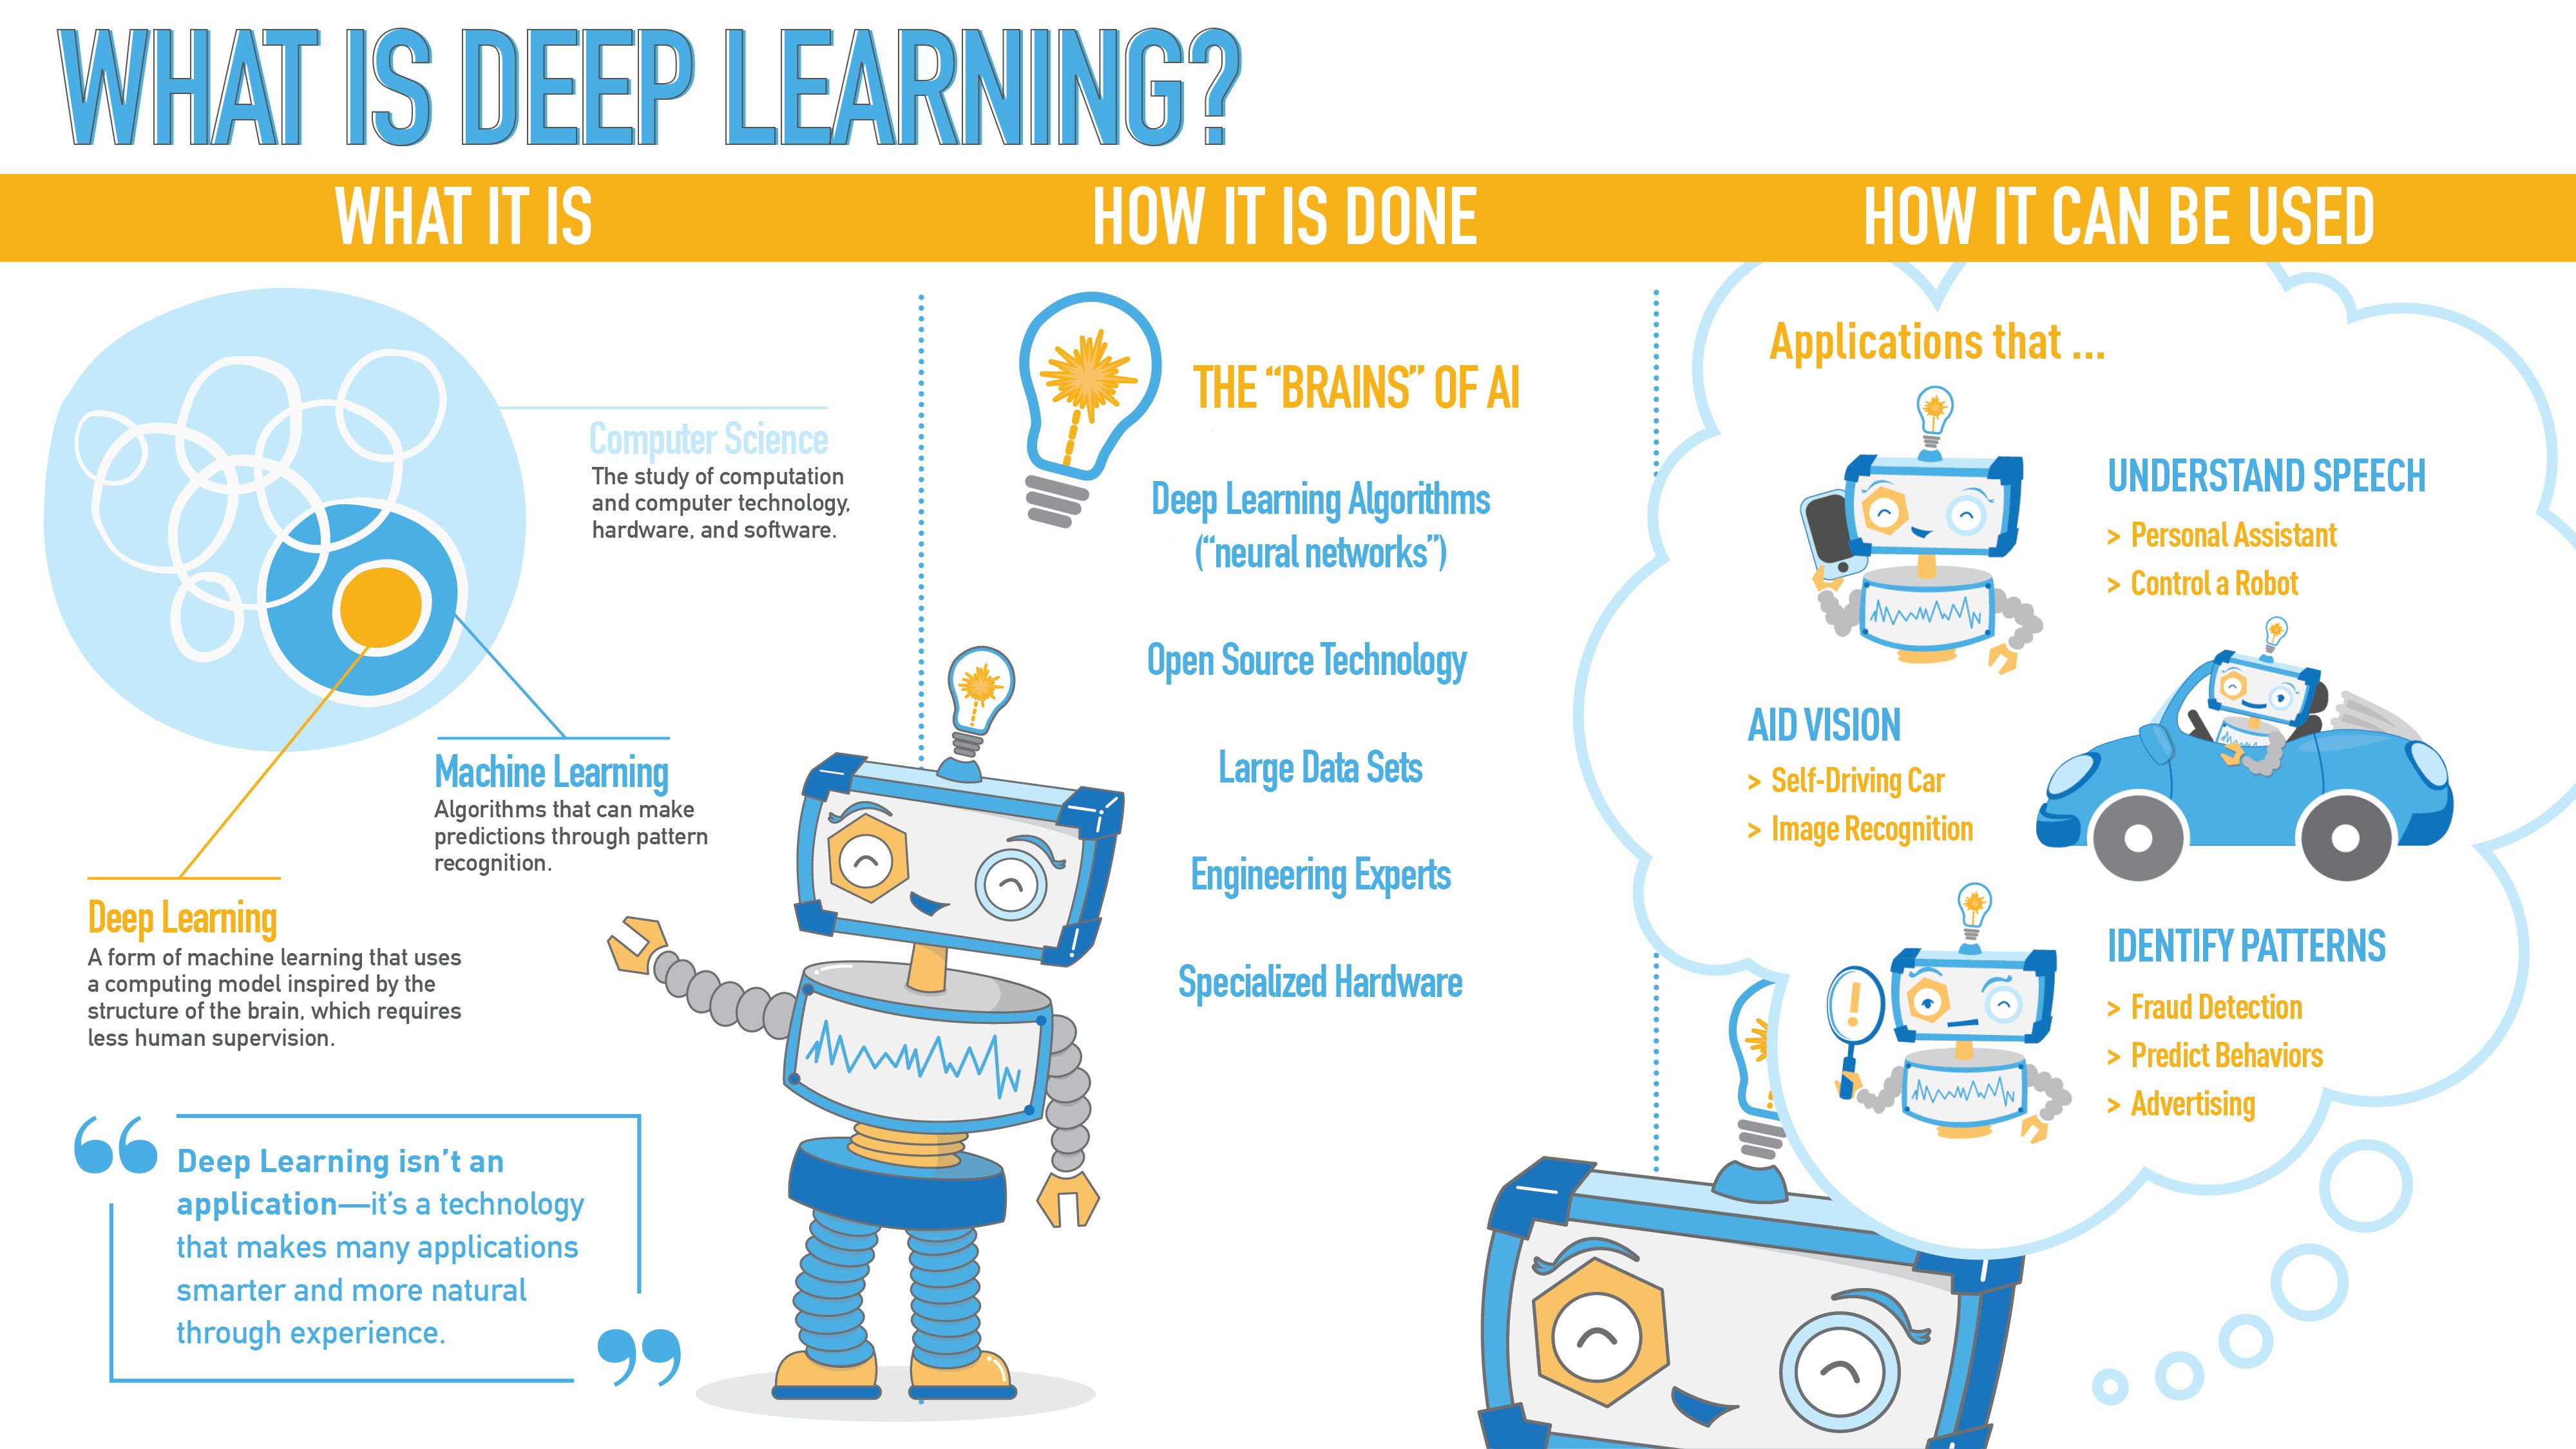 WHAT IS DEEP LEARNING?
WHAT IT IS
Computer Science
The study of computation
and computer technology,
hardware, and software.
Machine Learning
Algorithms that can make
predictions through pattern
recognition.
Deep Learning
A form of machine learning that uses
a computing model inspired by the
structure of the brain, which requires
less human supervision.
“
Deep Learning isn’t an
application—it’s a technology
that makes many applications
smarter and more natural
through experience.
”
HOW IT IS DONE
THE “BRAINS” OF AI
Deep Learning Algorithms
(“neural networks”)
Open Source Technology
Large Data Sets
Engineering Experts
Specialized Hardware
HOW IT CAN BE USED
Applications that ...
UNDERSTAND SPEECH
> Personal Assistant
> Control a Robot
AID VISION
> Self-Driving Car
> Image Recognition
IDENTIFY PATTERNS
> Fraud Detection
> Predict Behaviors
> Advertising
!